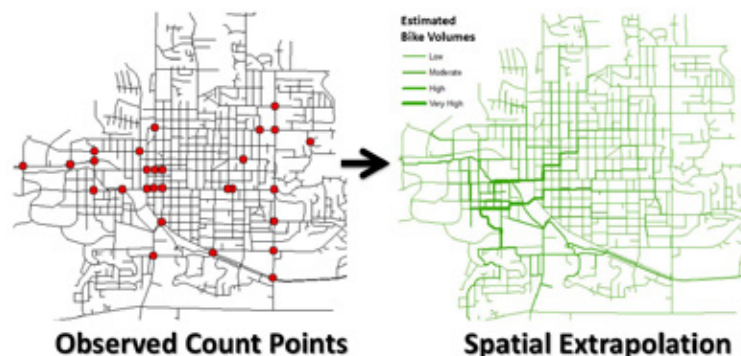 Estimated
Bike Volumes
Low
Moderate
High
Very High
Observed Count Points
Spatial Extrapolation